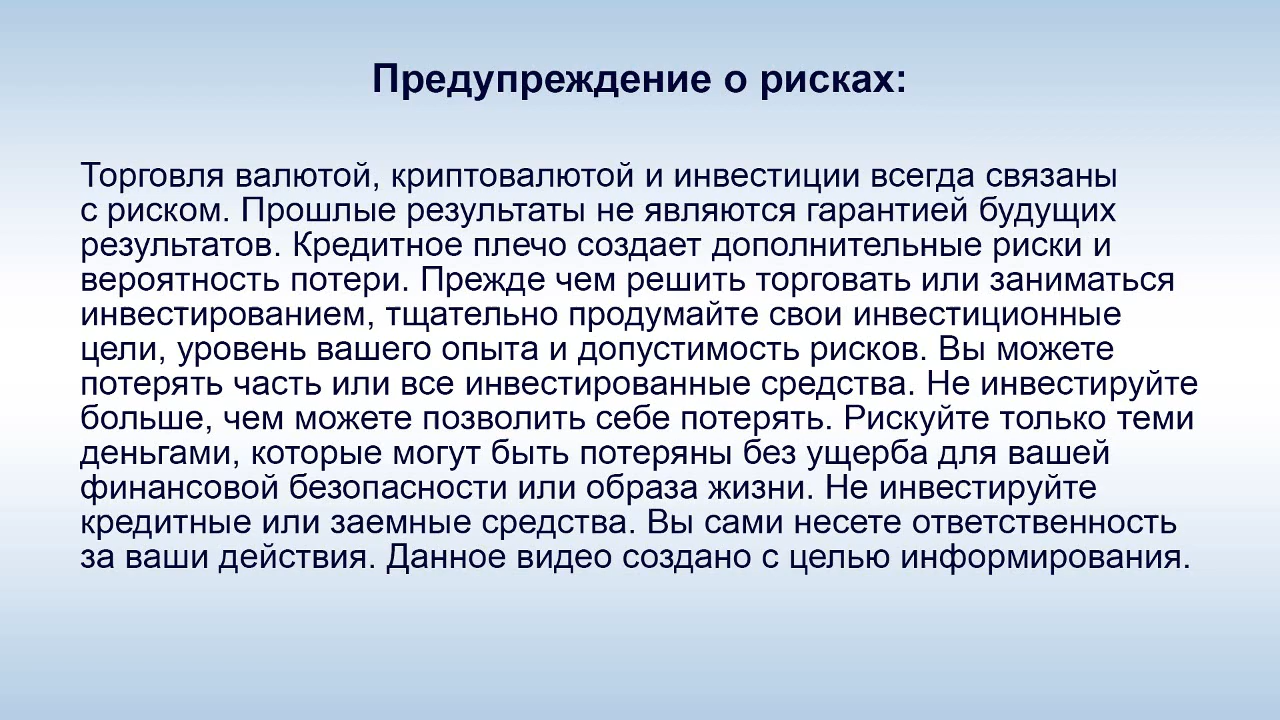 Предупреждение о рисках:
Торговля валютой, криптовалютой и инвестиции всегда связаны
с риском. Прошлые результаты не являются гарантией будущих
результатов. Кредитное плечо создает дополнительные риски и
вероятность потери. Прежде чем решить торговать или заниматься
инвестированием, тщательно продумайте свои инвестиционные
цели, уровень вашего опыта и допустимость рисков. Вы можете
потерять часть или все инвестированные средства. Не инвестируйте
больше, чем можете позволить себе потерять. Рискуйте только теми
деньгами, которые могут быть потеряны без ущерба для вашей
финансовой безопасности или образа жизни. Не инвестируйте
кредитные или заемные средства. Вы сами несете ответственность
за ваши действия. Данное видео создано с целью информирования.